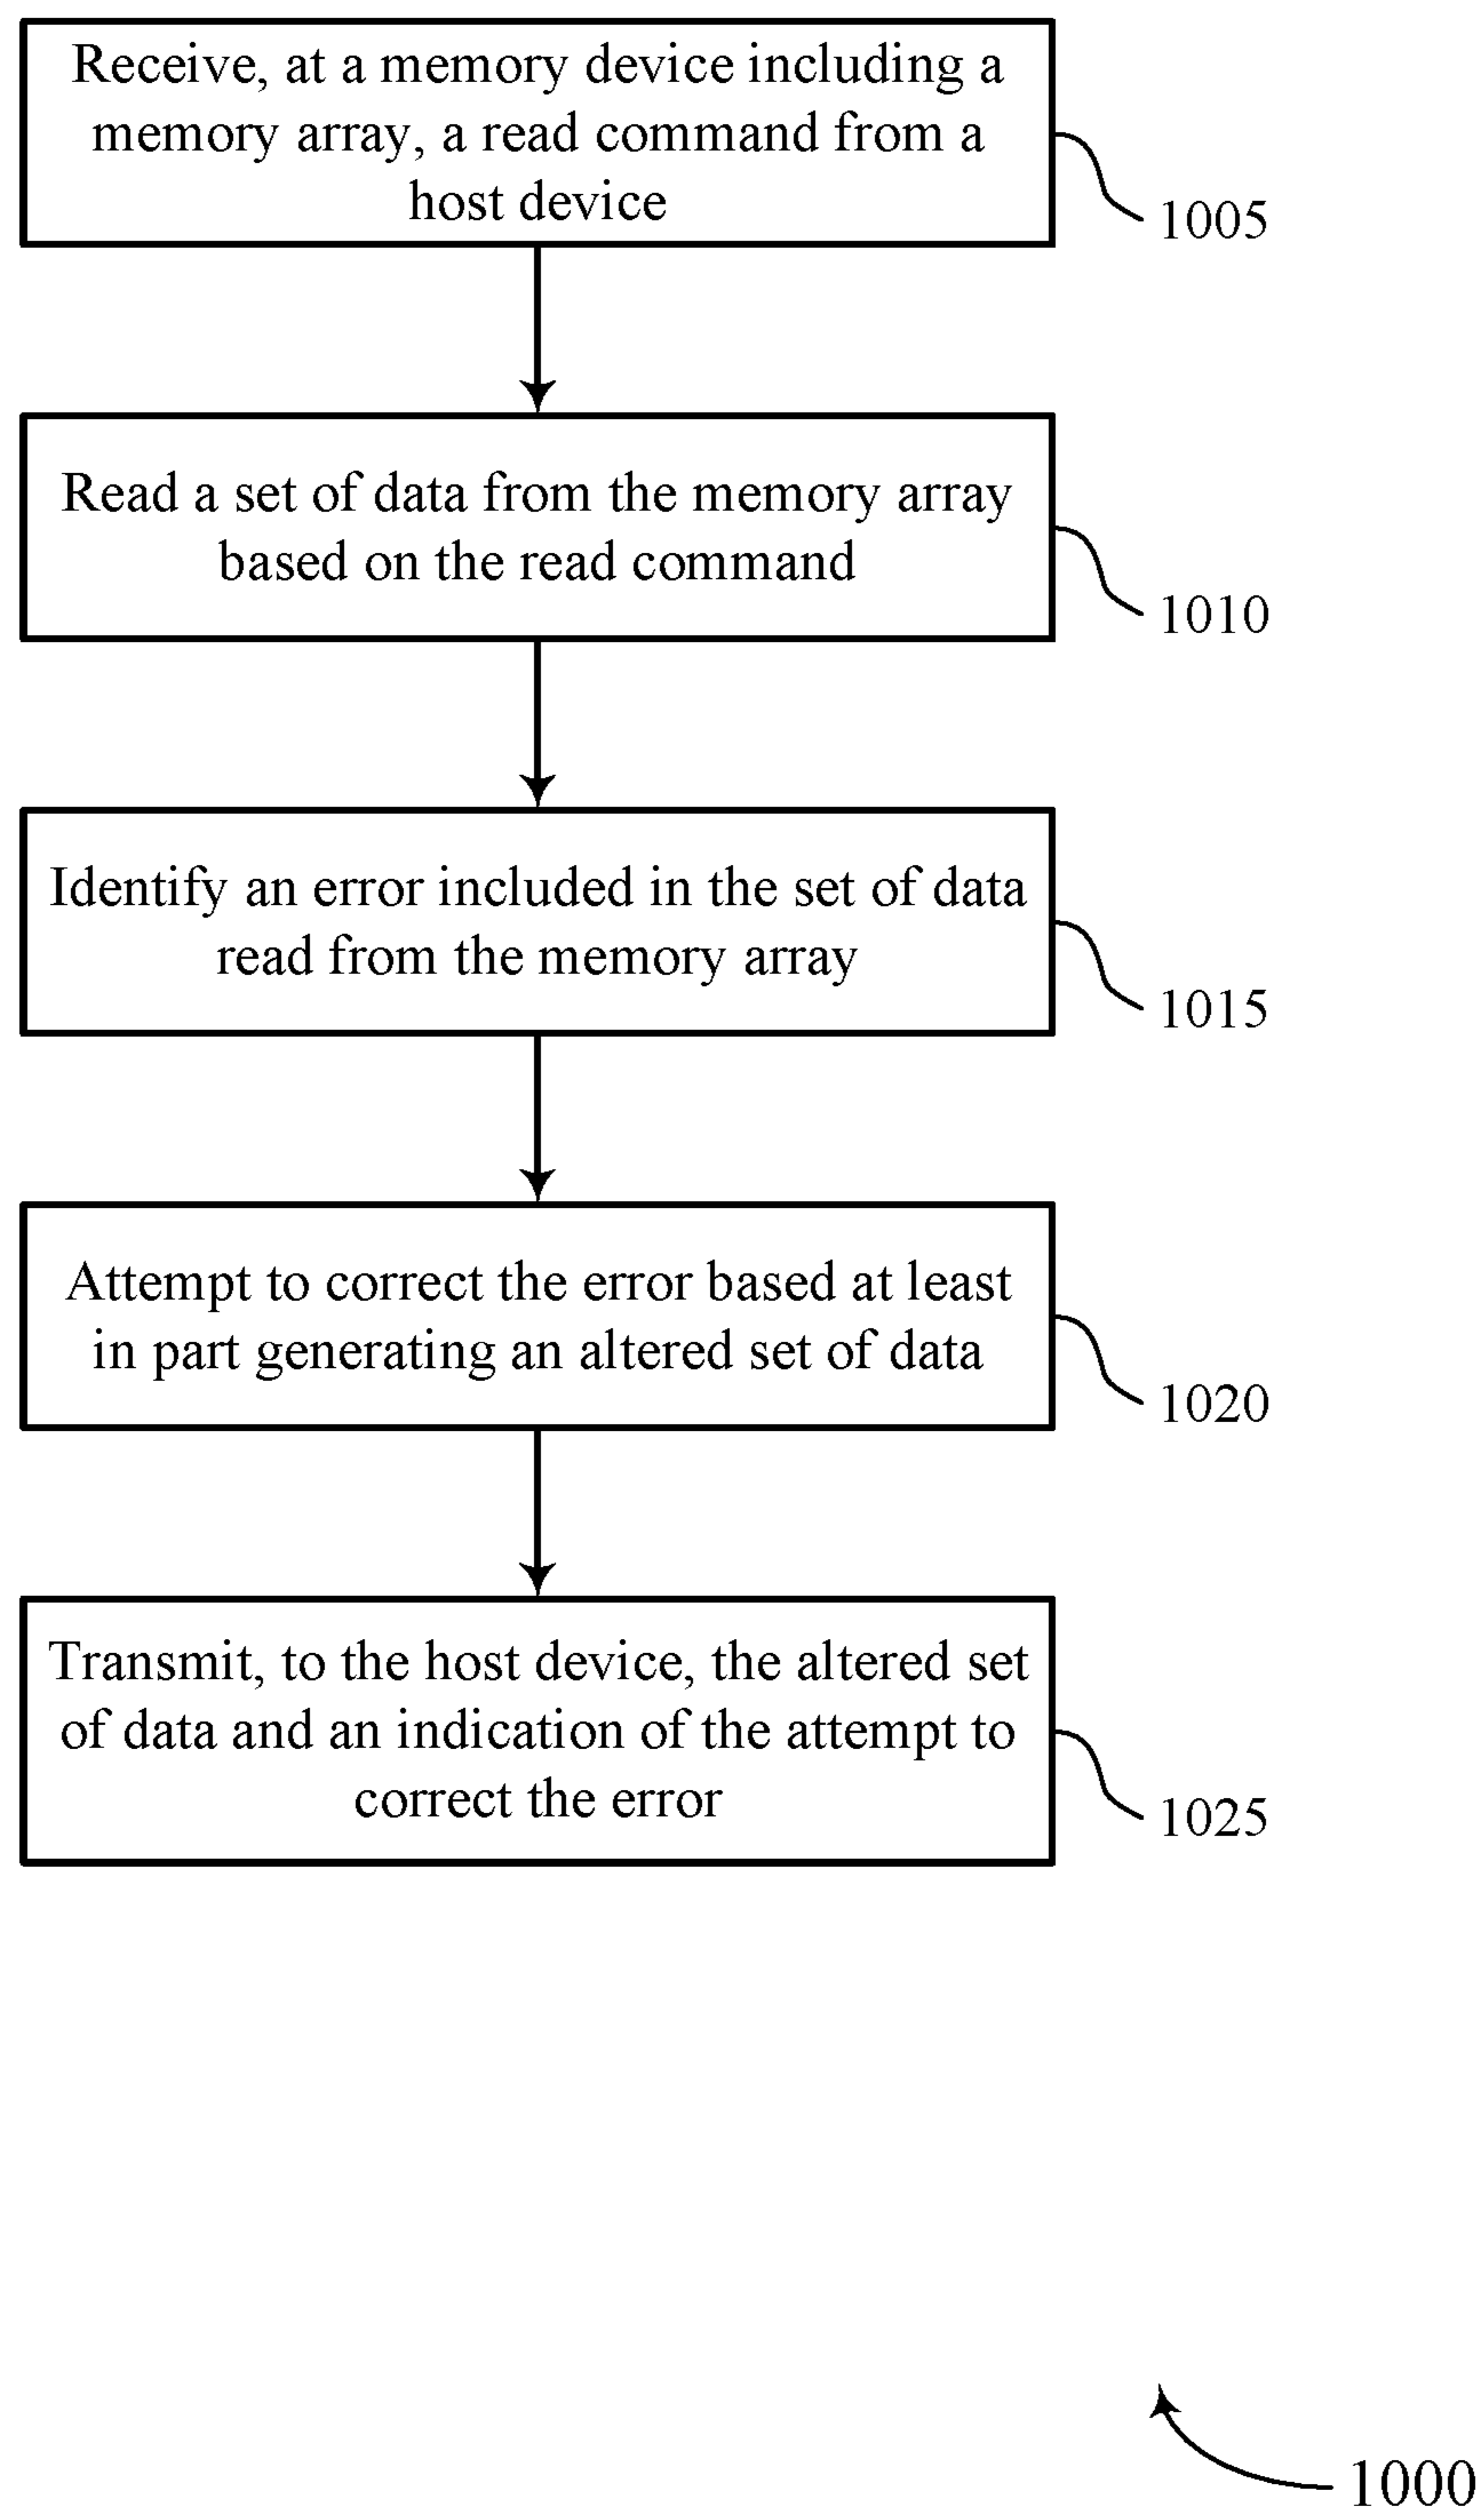 Receive, at a memory device including a
memory array, a read command from a
host device
1005
Read a set of data from the memory array
based on the read command
1010
Identify an error included in the set of data
read from the memory array
1015
Attempt to correct the error based at least
in part generating an altered set of data
1020
Transmit, to the host device, the altered set
of data and an indication of the attempt to
correct the error
1025
1000